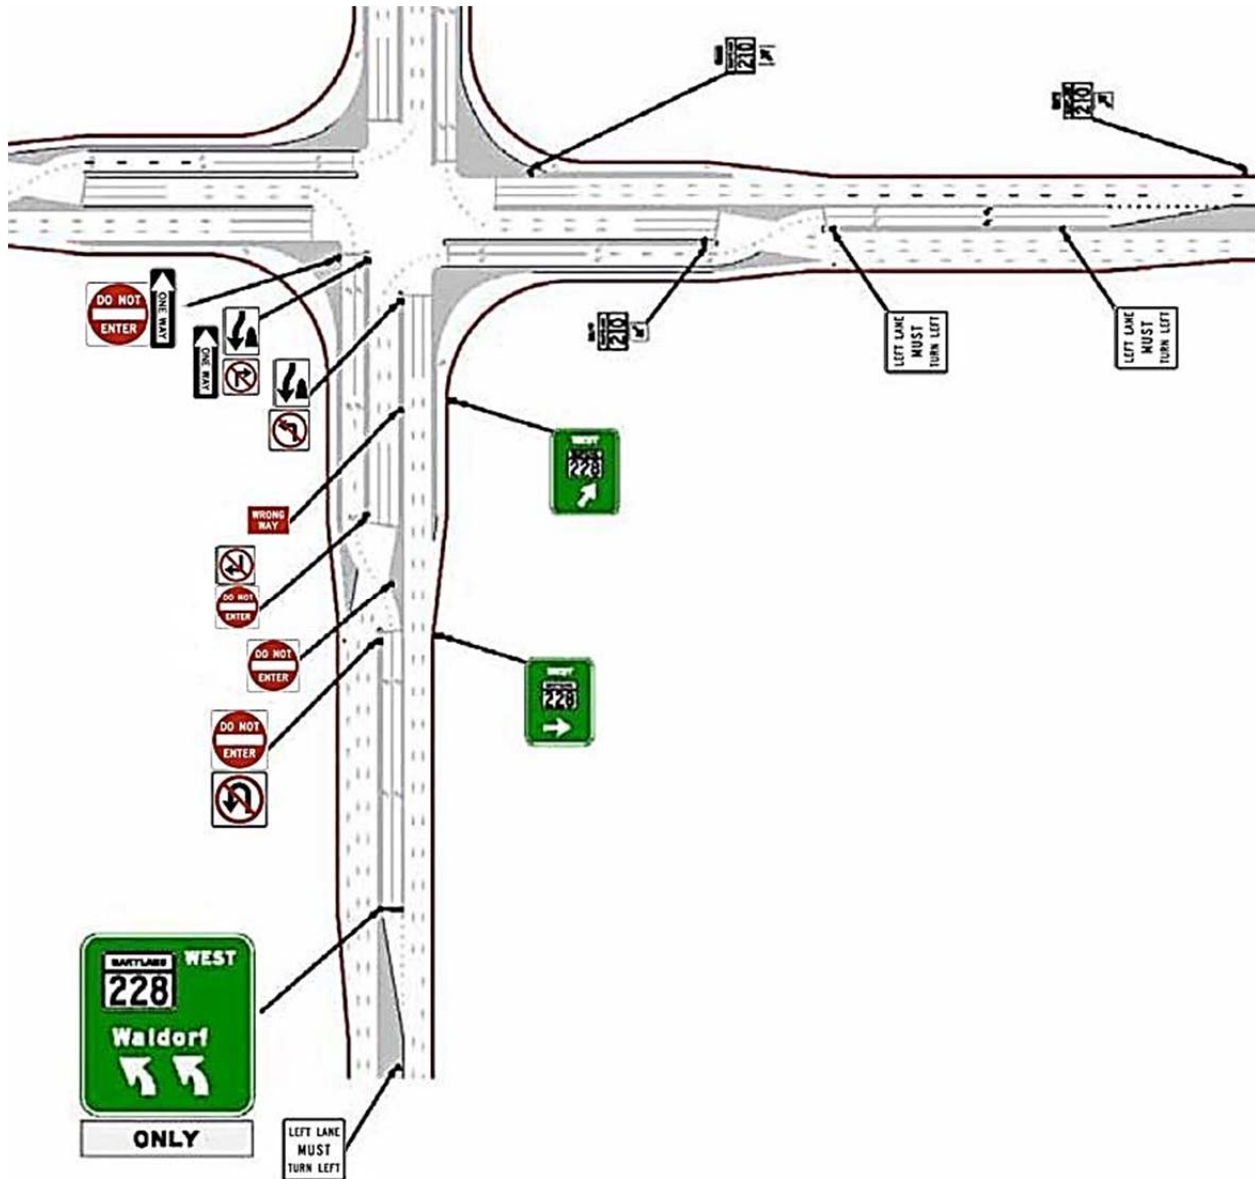 210
210
DO NOT
ENTER
ONE WAY
ONE WAY
210
LEFT LANE
MUST
TURN LEFT
LEFT LANE
MUST
TURN LEFT
WEST
228
WRONG
WAY
DO NOT
ENTER
DO NOT
ENTER
WEST
228
DO NOT
ENTER
MARYLAND
WEST
228
Waldorf
ONLY
LEFT LANE
MUST
TURN LEFT